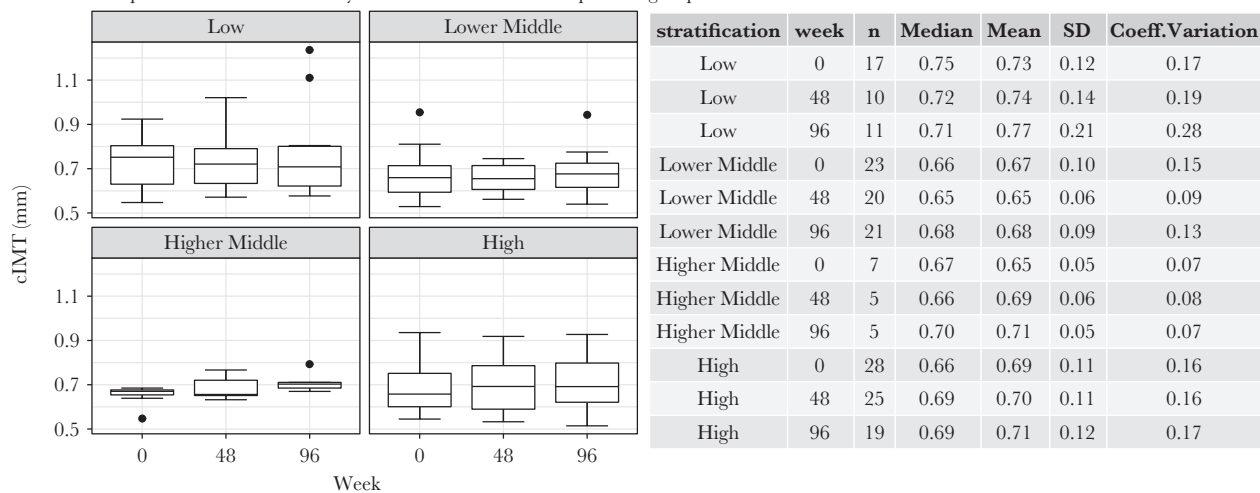 Low
Lower Middle
1.1
0.9
0.7
0.5
Higher Middle
High
1.1
0.9
0.7
0.5
0 48 96
0 48 96
Week
cIMT (mm)
stratification week n Median Mean SD Coeff.Variation
Low 0 17 0.75 0.73 0.12 0.17
Low 48 10 0.72 0.74 0.14 0.19
Low 96 11 0.71 0.77 0.21 0.28
Lower Middle 0 23 0.66 0.67 0.10 0.15
Lower Middle 48 20 0.65 0.65 0.06 0.09
Lower Middle 96 21 0.68 0.68 0.09 0.13
Higher Middle 0 7 0.67 0.65 0.05 0.07
Higher Middle 48 5 0.66 0.69 0.06 0.08
Higher Middle 96 5 0.70 0.71 0.05 0.07
High 0 28 0.66 0.69 0.11 0.16
High 48 25 0.69 0.70 0.11 0.16
High 96 19 0.69 0.71 0.12 0.17